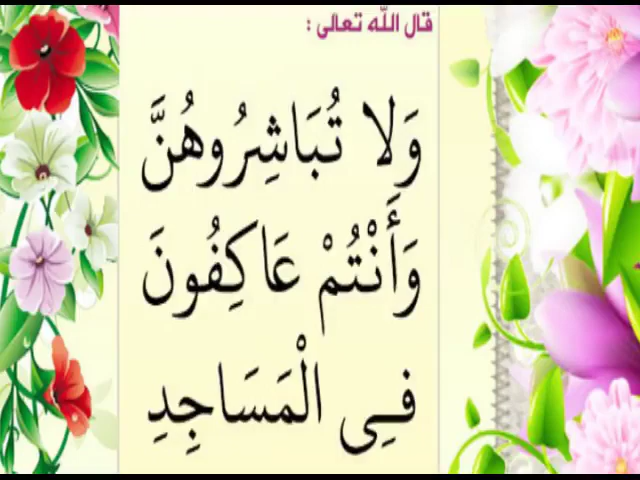 قال الله تعالى :
وَلا تُبَاشِرُوهُنَّ
وَأَنْتُمْ عَاكِفُونَ
فِي الْمَسَاجِدِ